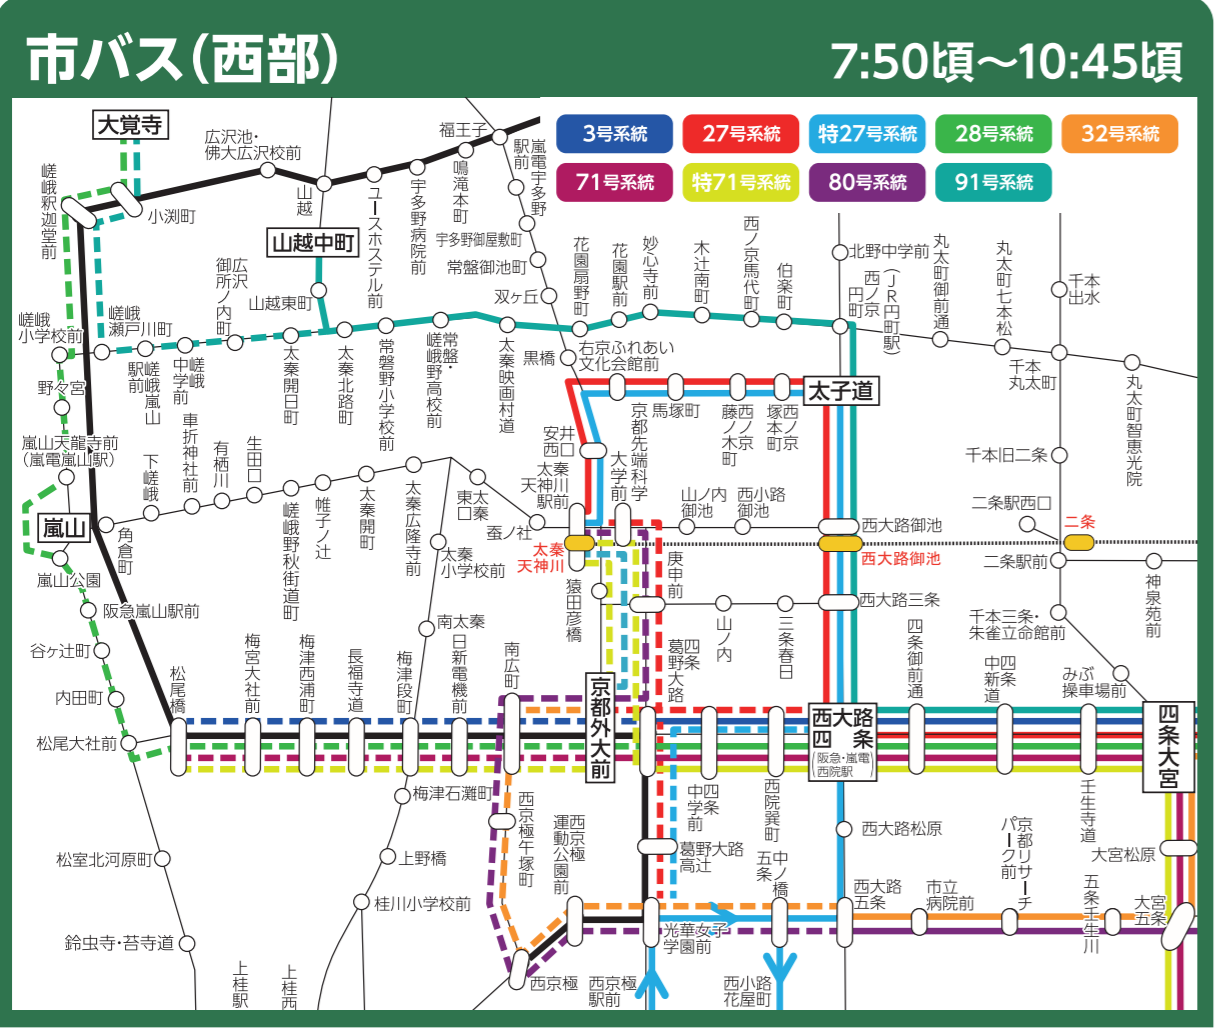 市バス(西部)
7:50頃～10:45頃
3号系統
27号系統
特27号系統
28号系統
32号系統
71号系統
特71号系統
80号系統
91号系統
大覚寺
広沢池・
佛大広沢校前
福王子
嵐電宇多野
駅前
嵯峨釈迦堂前
小渕町
山越
ユースホステル前
宇多野病院前
鳴滝本町
山越中町
宇多野御屋敷町
常盤御池町
双ヶ丘
黒橋
山越東町
広沢
御所ノ内町
嵯峨
瀬戸川町
嵯峨
小学校前
嵯峨嵐山
駅前
嵯峨
中学前
太秦開日町
太秦北路町
常磐野小学校前
常盤・
嵯峨野高校前
太秦映画村道
花園扇野町
花園駅前
妙心寺前
木辻南町
西ノ京馬代町
伯楽町
北野中学前
西ノ京
円町
(JR円町駅)
丸太町御前通
丸太町七本松
千本
出水
千本
丸太町
丸太町智恵光院
右京ふれあい
文化会館前
馬塚町
西ノ京
藤ノ木町
西ノ京
塚本町
太子道
京都先端科学
大学前
安井
西口
太秦
天神川
駅前
野々宮
嵐山天龍寺前
(嵐電嵐山駅)
下嵯峨
車折神社前
有栖川
生田口
嵯峨野秋街道町
帷子ノ辻
太秦開町
太秦広隆寺前
東太
秦口
蚕ノ社
太秦
小学校前
南太秦
嵐山
角倉町
嵐山公園
阪急嵐山駅前
谷ヶ辻町
内田町
松尾大社前
松尾橋
梅宮大社前
梅津西浦町
長福寺道
梅津段町
日新電機前
南広町
太秦
天神川
猿田彦橋
庚申前
山ノ内
御池
西小路
御池
西大路御池
西大路御池
山ノ内
三条春日
西大路三条
千本旧二条
二条駅西口
二条
二条駅前
神泉苑前
千本三条・
朱雀立命館前
みぶ
操車場前
四条
葛野大路
四条御前通
四条
中新道
京都外大前
西大路
四条
(阪急・嵐電
西院駅)
四条大宮
四条
中学前
西院巽町
壬生寺道
葛野大路
高辻
中ノ橋
五条
西大路松原
京都リサーチ
パーク前
大宮松原
西大路
五条
市立
病院前
五条壬生川
大宮
五条
梅津石灘町
上野橋
桂川小学校前
西京極午塚町
西京極
運動公園前
西京極
西京極
駅前
光華女子
学園前
西小路
花屋町
松室北河原町
鈴虫寺・苔寺道
上桂駅
上桂西